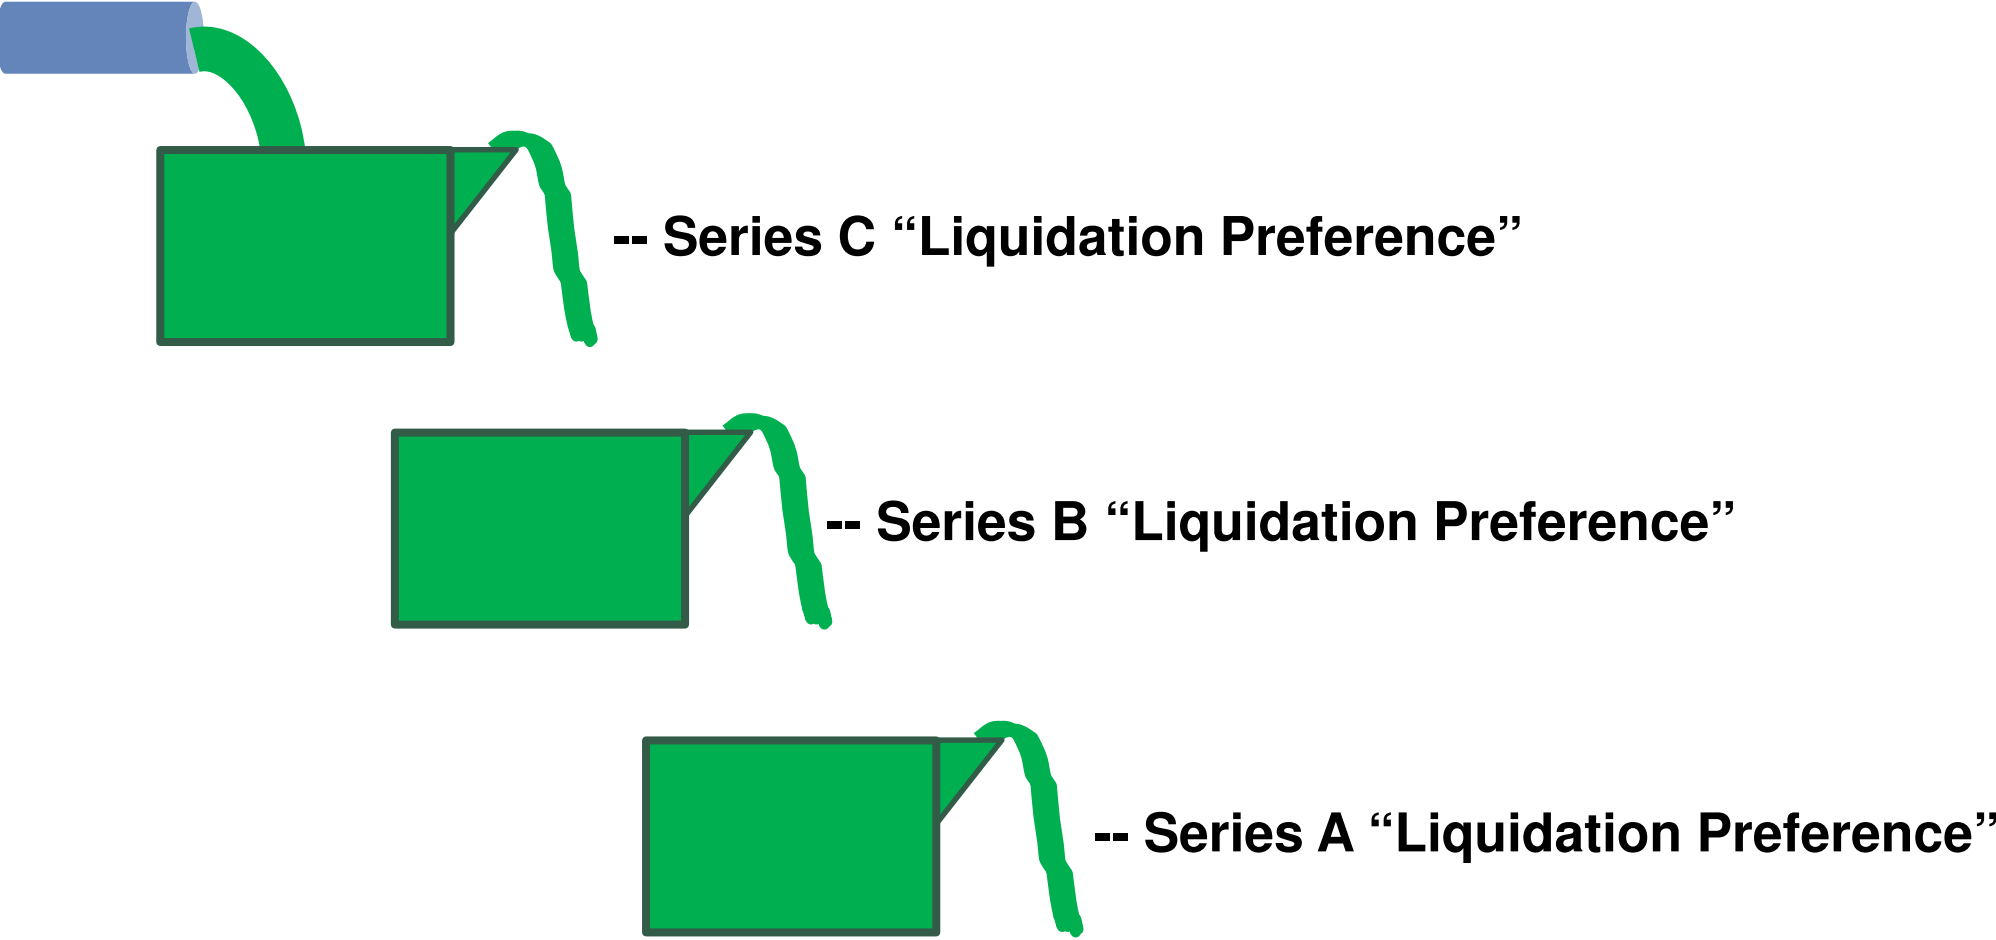 -- Series C “Liquidation Preference”
-- Series B “Liquidation Preference”
-- Series A “Liquidation Preference”